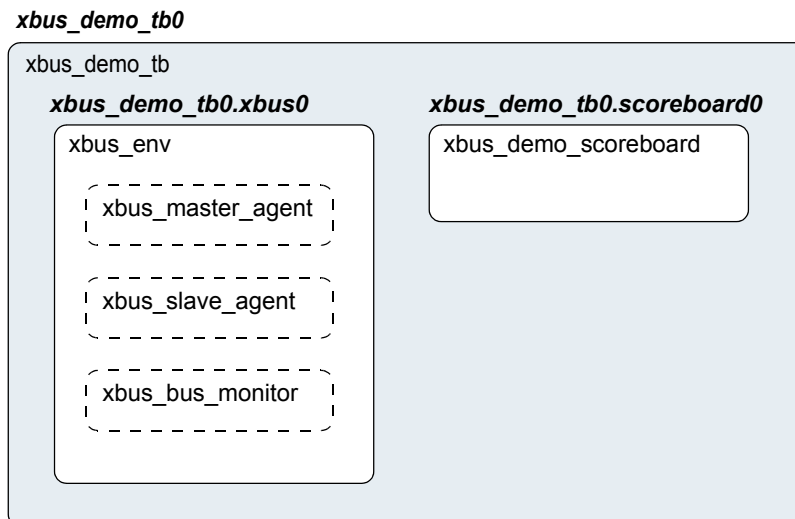 xbus_demo_tb0
xbus_demo_tb
xbus_demo_tb0.xbus0
xbus_env
xbus_master_agent
xbus_slave_agent
xbus_bus_monitor
xbus_demo_tb0.scoreboard0
xbus_demo_scoreboard